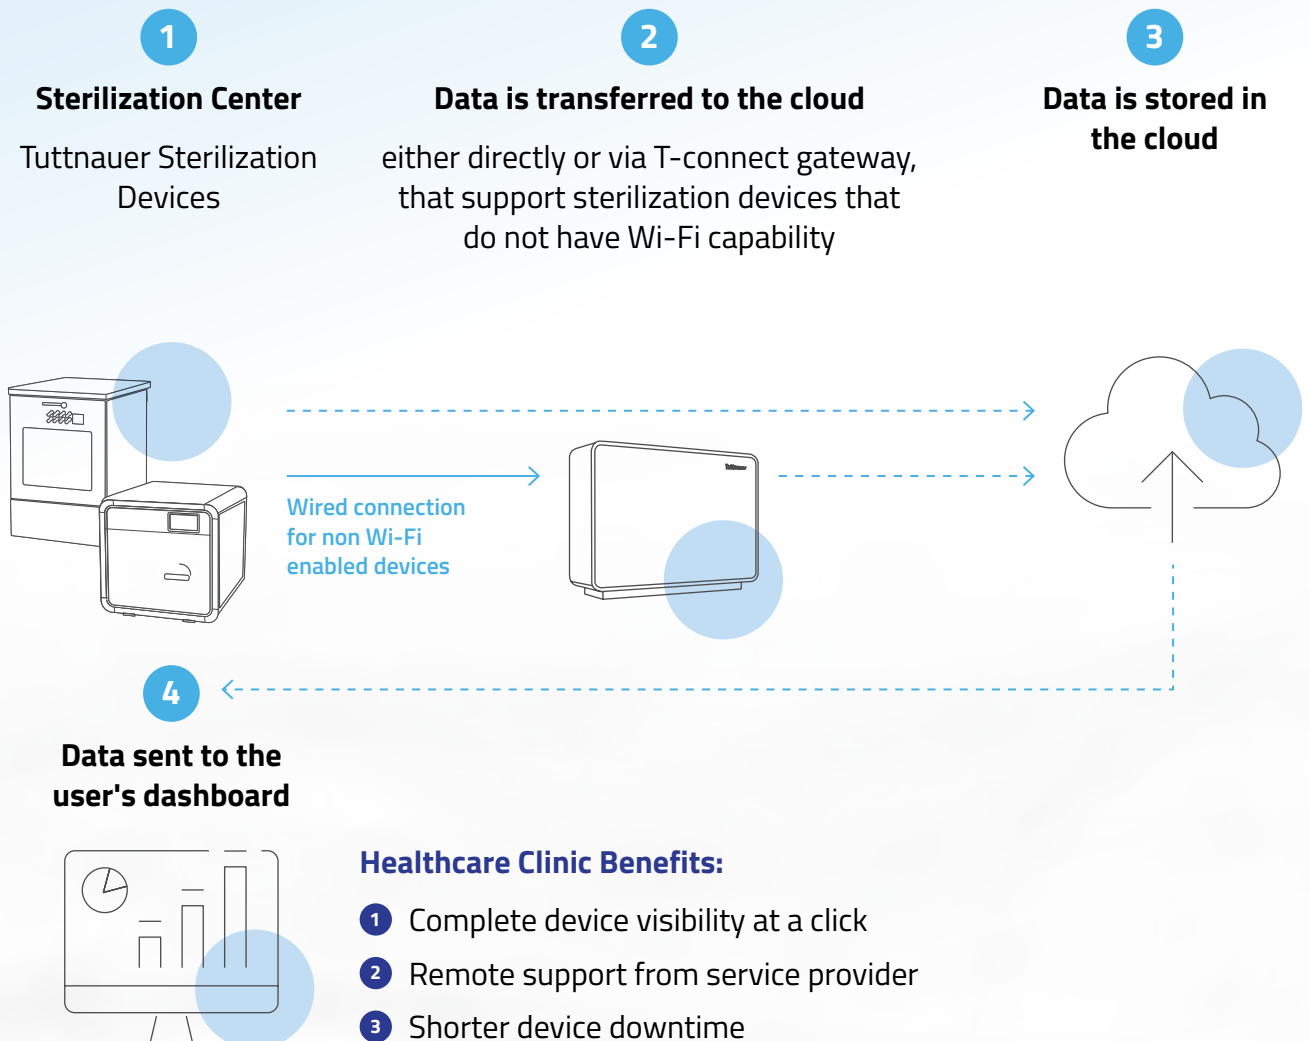 1
Sterilization Center
Tuttnauer Sterilization
Devices
2
Data is transferred to the cloud
either directly or via T-connect gateway,
that support sterilization devices that
do not have Wi-Fi capability
3
Data is stored in
the cloud
Wired connection
for non Wi-Fi
enabled devices
Tuttnauer
4
Data sent to the
user's dashboard
Healthcare Clinic Benefits:
1 Complete device visibility at a click
2 Remote support from service provider
3 Shorter device downtime